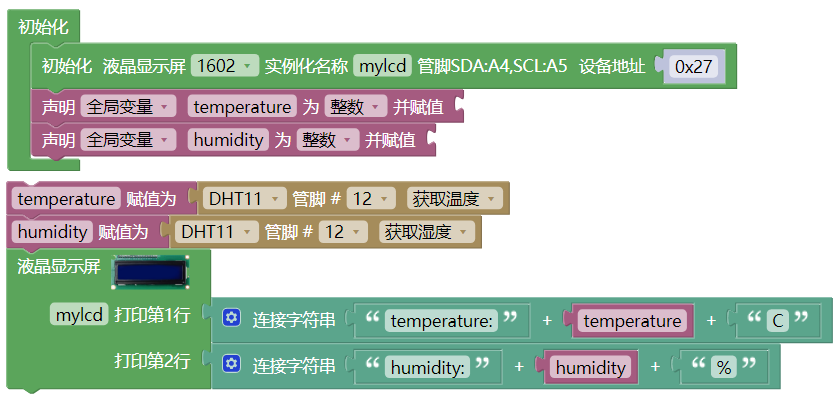 初始化
初始化 液晶显示屏 1602 实例化名称 mylcd 管脚SDA:A4,SCL:A5 设备地址 0x27
声明 全局变量 temperature 为 整数 并赋值
声明 全局变量 humidity 为 整数 并赋值
temperature 赋值为 DHT11 管脚 # 12 获取温度
humidity 赋值为 DHT11 管脚 # 12 获取湿度
液晶显示屏
mylcd 打印第1行 连接字符串 “ temperature: ” + temperature + “ C ”
打印第2行 连接字符串 “ humidity: ” + humidity + “ % ”